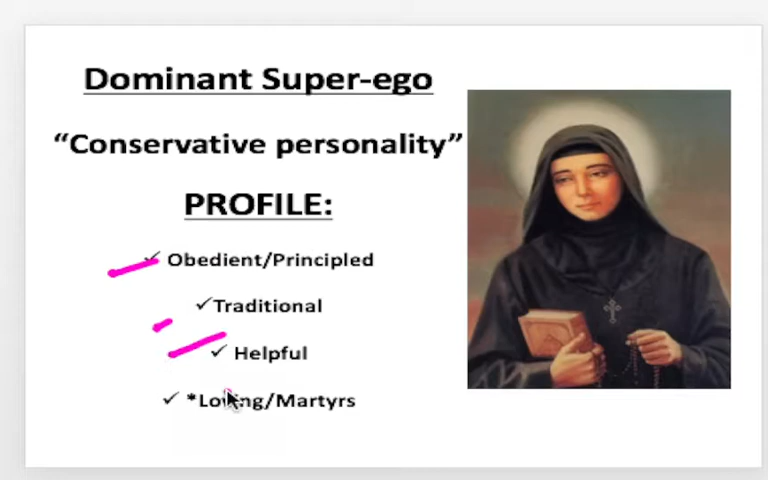 Dominant Super-ego
“Conservative personality”
PROFILE:
✓ Obedient/Principled
✓Traditional
✓ Helpful
✓ *Loving/Martyrs